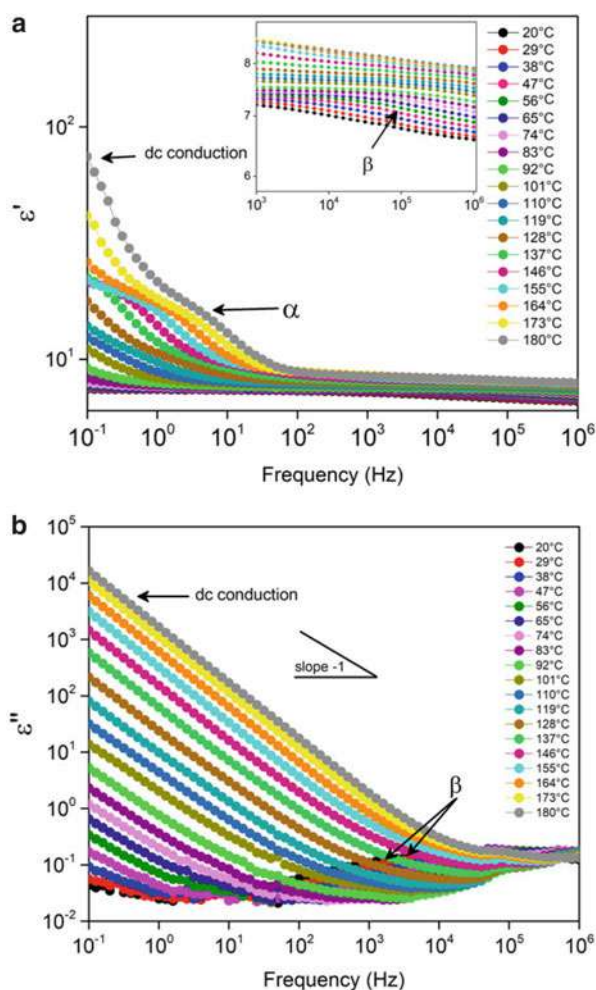 a
ε'
10²
10¹
dc conduction
α
8
7
6
β
10³
10⁴
10⁵
10⁶
20°C
29°C
38°C
47°C
56°C
65°C
74°C
83°C
92°C
101°C
110°C
119°C
128°C
137°C
146°C
155°C
164°C
173°C
180°C
10⁻¹ 10⁰ 10¹ 10² 10³ 10⁴ 10⁵ 10⁶
Frequency (Hz)
b
ε"
10⁵
10⁴
10³
10²
10¹
10⁰
10⁻¹
10⁻²
dc conduction
slope -1
β
20°C
29°C
38°C
47°C
56°C
65°C
74°C
83°C
92°C
101°C
110°C
119°C
128°C
137°C
146°C
155°C
164°C
173°C
180°C
10⁻¹ 10⁰ 10¹ 10² 10³ 10⁴ 10⁵ 10⁶
Frequency (Hz)